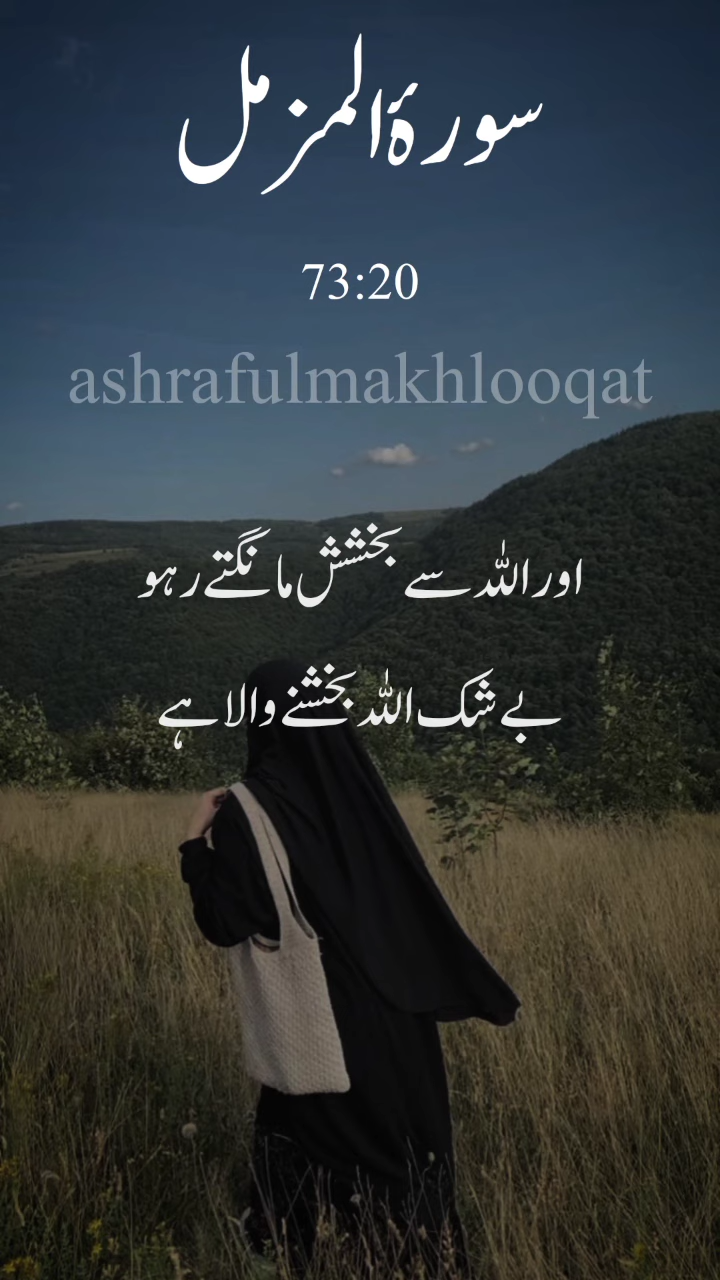 سورۃ المزمل
73:20
ashrafulmakhlooqat
اور اللہ سے بخشش مانگتے رہو
بے شک اللہ بخشنے والا ہے